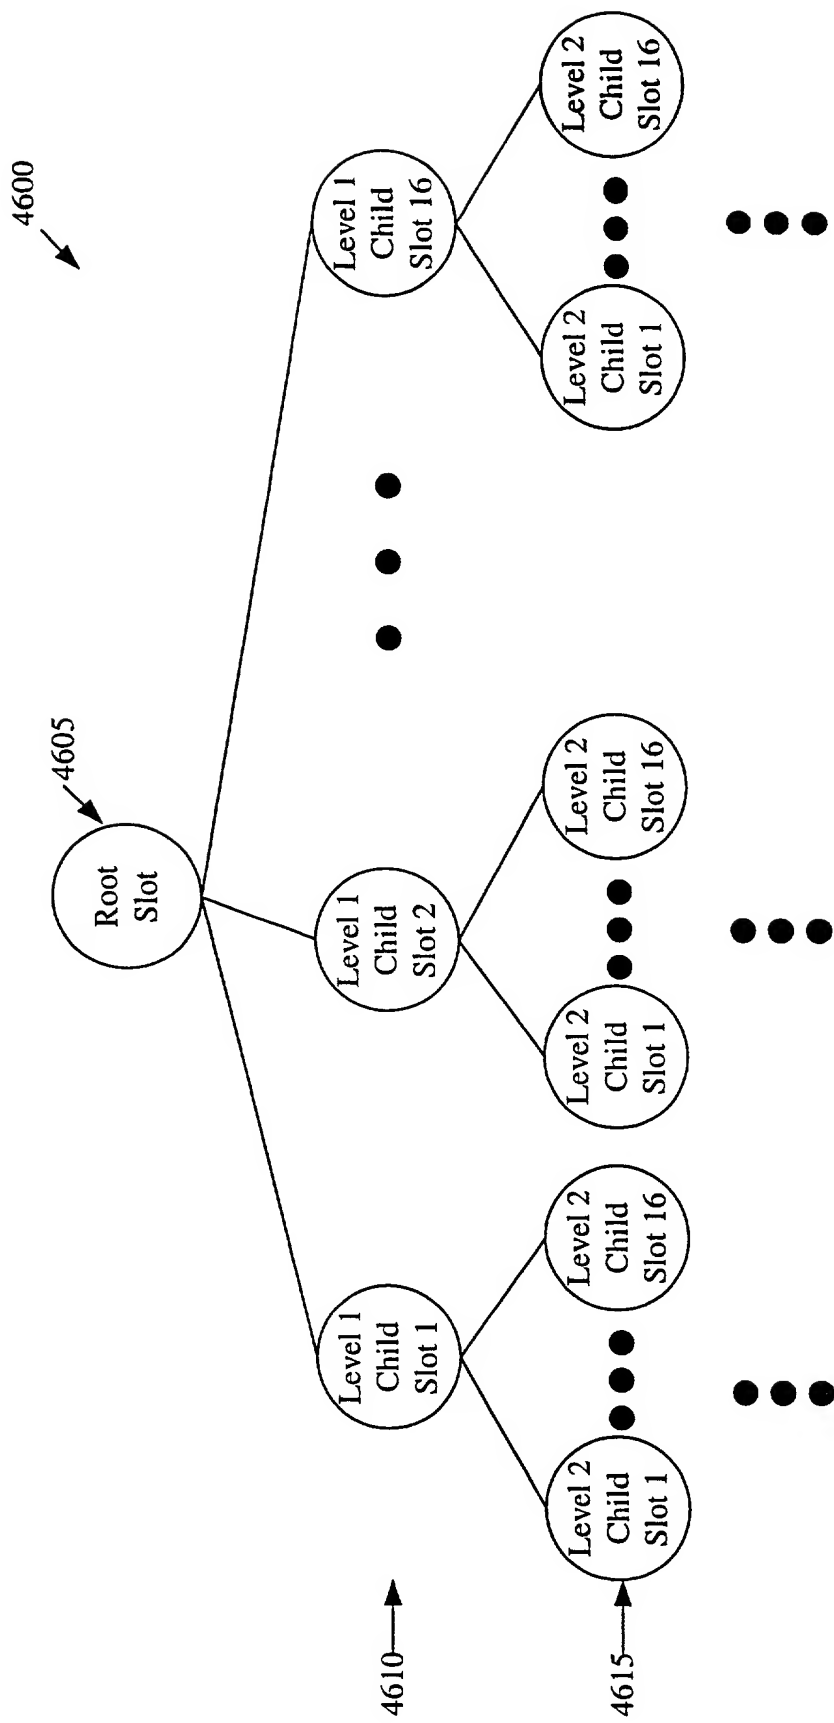 4600
4605
Root
Slot
4610
Level 1
Child
Slot 1
Level 1
Child
Slot 2
Level 1
Child
Slot 16
4615
Level 2
Child
Slot 1
Level 2
Child
Slot 16
Level 2
Child
Slot 1
Level 2
Child
Slot 16
Level 2
Child
Slot 1
Level 2
Child
Slot 16